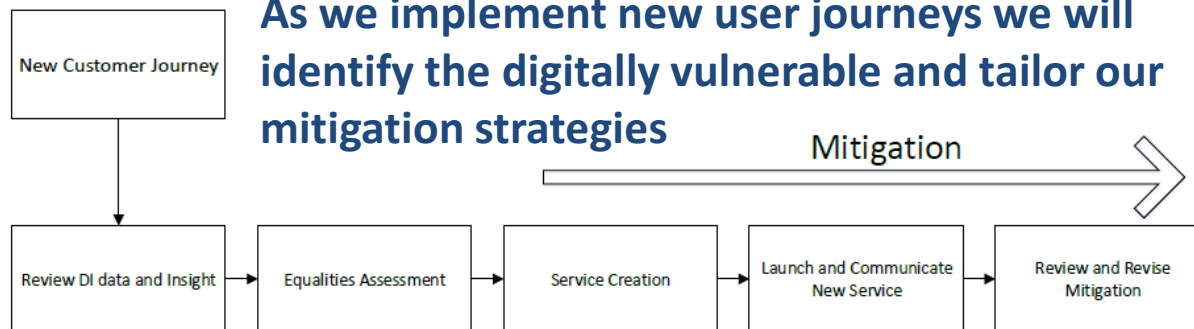 As we implement new user journeys we will
identify the digitally vulnerable and tailor our
mitigation strategies
New Customer Journey
Mitigation
Review DI data and Insight
Equalities Assessment
Service Creation
Launch and Communicate
New Service
Review and Revise
Mitigation